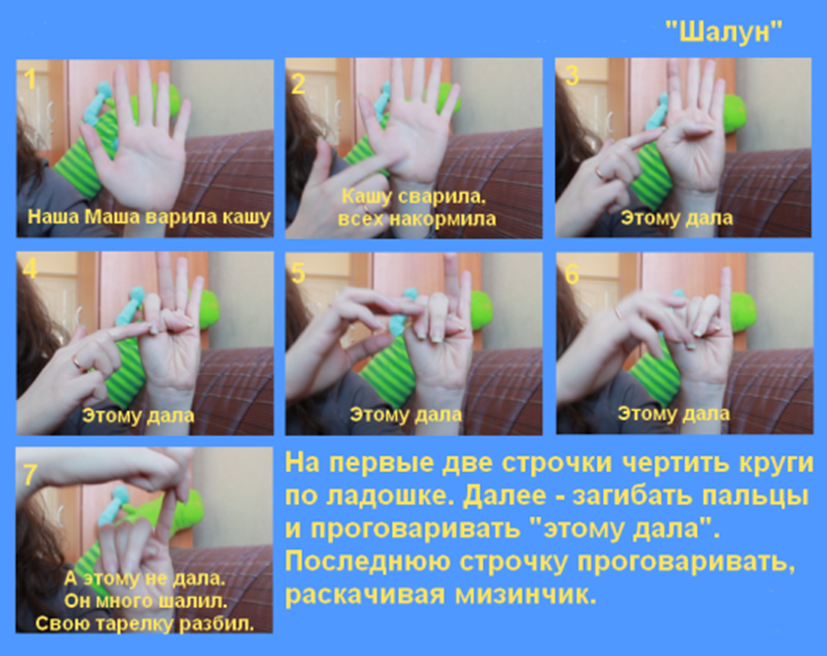 "Шалун"
1
Наша Маша варила кашу
2
Кашу сварила,
всех накормила
3
Этому дала
4
Этому дала
5
Этому дала
6
Этому дала
7
А этому не дала.
Он много шалил.
Свою тарелку разбил.
На первые две строчки чертить круги
по ладошке. Далее - загибать пальцы
и проговаривать "этому дала".
Последнюю строчку проговаривать,
раскачивая мизинчик.